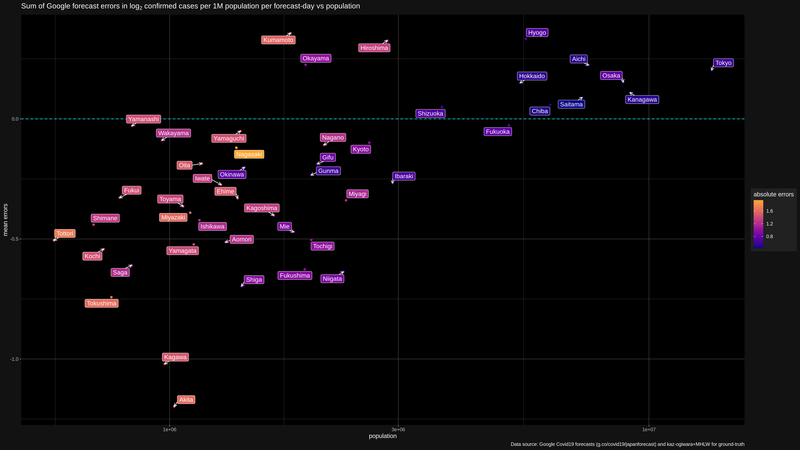 Sum of Google forecast errors in log2 confirmed cases per 1M population per forecast-day vs population
Hyogo
Kumamoto
Hiroshima
Okayama
Aichi
Tokyo
Hokkaido
Osaka
Kanagawa
Saitama
Chiba
Shizuoka
0.0
Yamanashi
Fukuoka
Wakayama
Yamaguchi
Nagano
Kyoto
Nagasaki
Gifu
Oita
Gunma
Okinawa
Iwate
Ibaraki
Fukui
Ehime
Miyagi
absolute errors
Toyama
Kagoshima
1.6
Shimane
Miyazaki
mean errors
1.2
Ishikawa
Mie
Tottori
0.8
-0.5
Aomori
Tochigi
Yamagata
Kochi
Saga
Fukushima
Niigata
Shiga
Tokushima
-1.0
Kagawa
Akita
1e+06
3e+06
1e+07
population
Data source: Google Covid19 forecasts (g.co/covid19/japanforecast) and kaz-ogiwara+MHLW for ground-truth